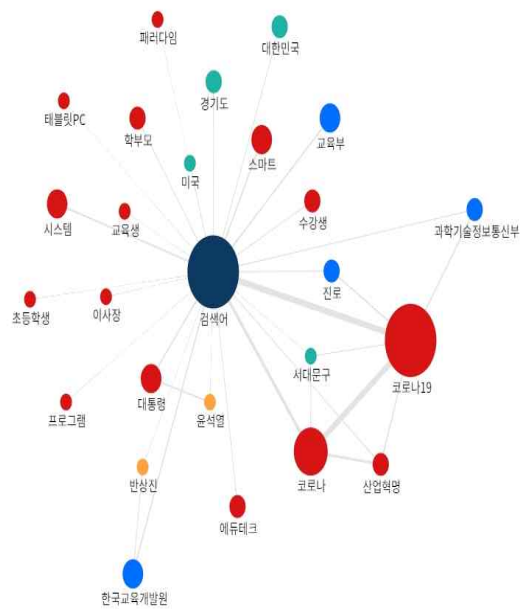 패러다임
대한민국
경기도
태블릿PC
학부모
스마트
교육부
미국
시스템
교육생
수강생
과학기술정보통신부
초등학생
이사장
검색어
진로
서대문구
코로나19
프로그램
대통령
윤석열
반상진
코로나
산업혁명
에듀테크
한국교육개발원